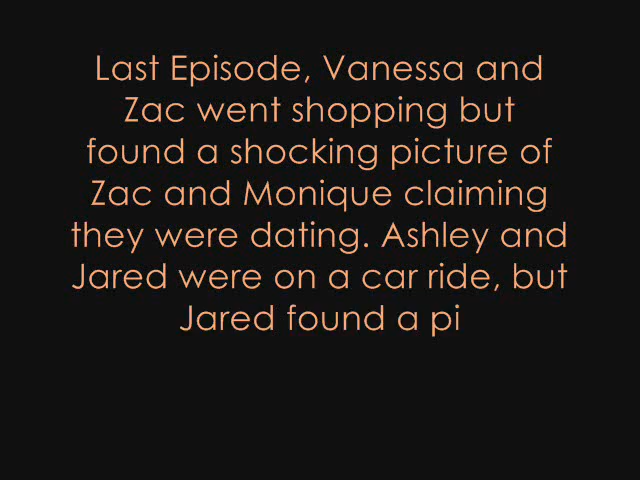 Last Episode, Vanessa and
Zac went shopping but
found a shocking picture of
Zac and Monique claiming
they were dating. Ashley and
Jared were on a car ride, but
Jared found a pi